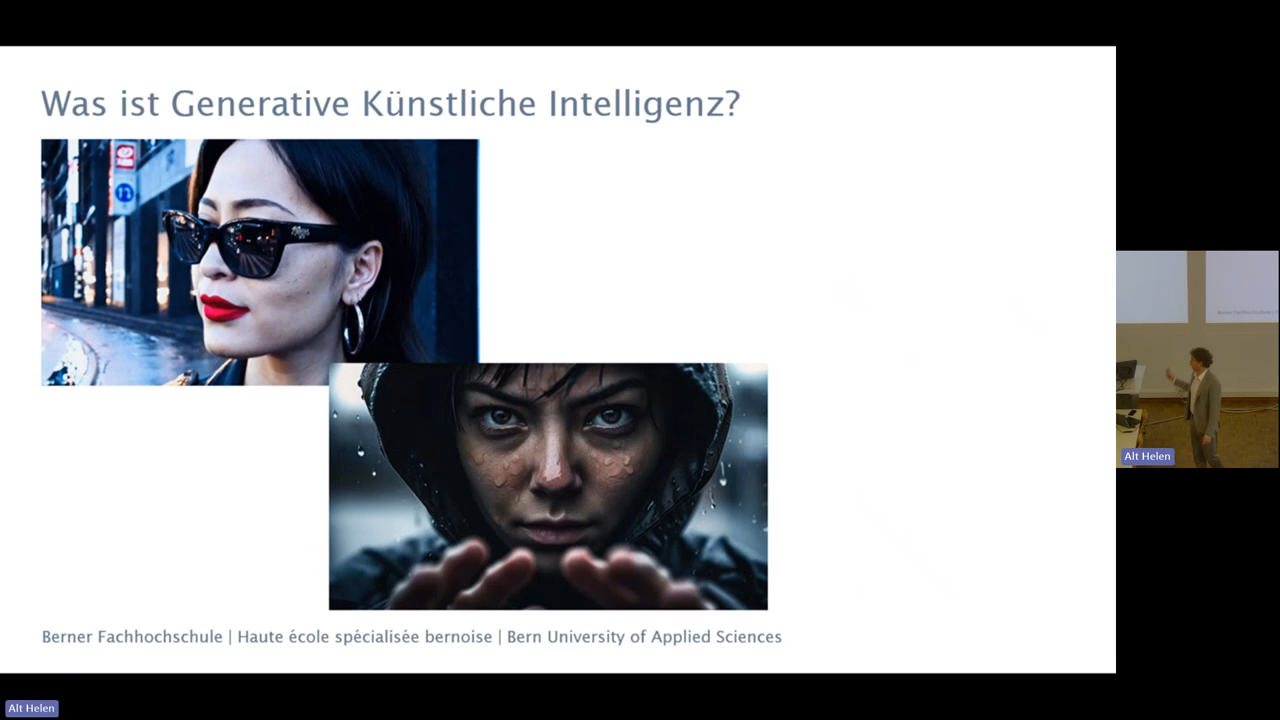 Was ist Generative Künstliche Intelligenz?
Berner Fachhochschule | Haute école spécialisée bernoise | Bern University of Applied Sciences
Alt Helen
Alt Helen